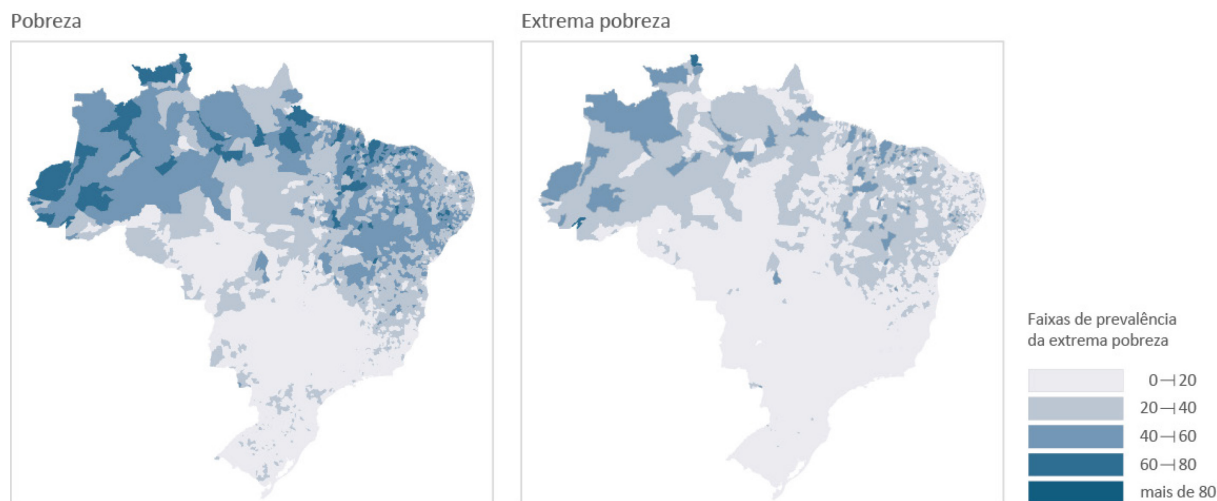 Pobreza
Extrema pobreza
Faixas de prevalência
da extrema pobreza
0⟞20
20⟞40
40⟞60
60⟞80
mais de 80